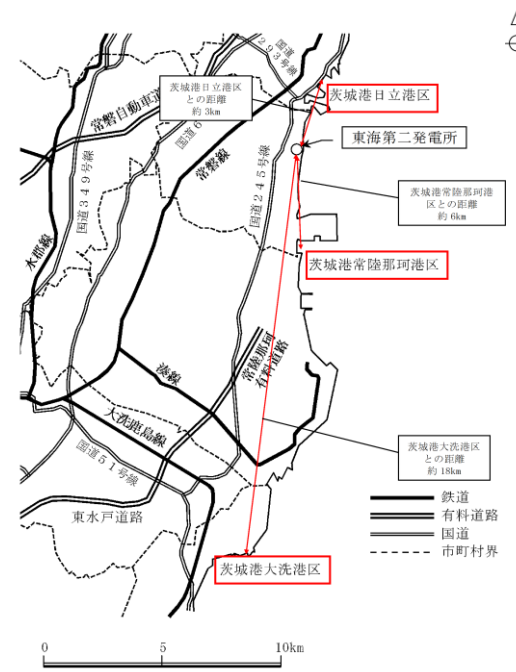 国道293号線
茨城港日立港区
との距離
約3km
茨城港日立港区
常磐自動車道
国道6
東海第二発電所
常磐線
国道245号線
国道349号線
茨城港常陸那珂港
区との距離
約6km
水郡線
茨城港常陸那珂港区
常陸那珂
有料道路
湊線
大洗鹿島線
国道51号線
茨城港大洗港区
との距離
約18km
東水戸道路
鉄道
有料道路
国道
市町村界
茨城港大洗港区
0 5 10km